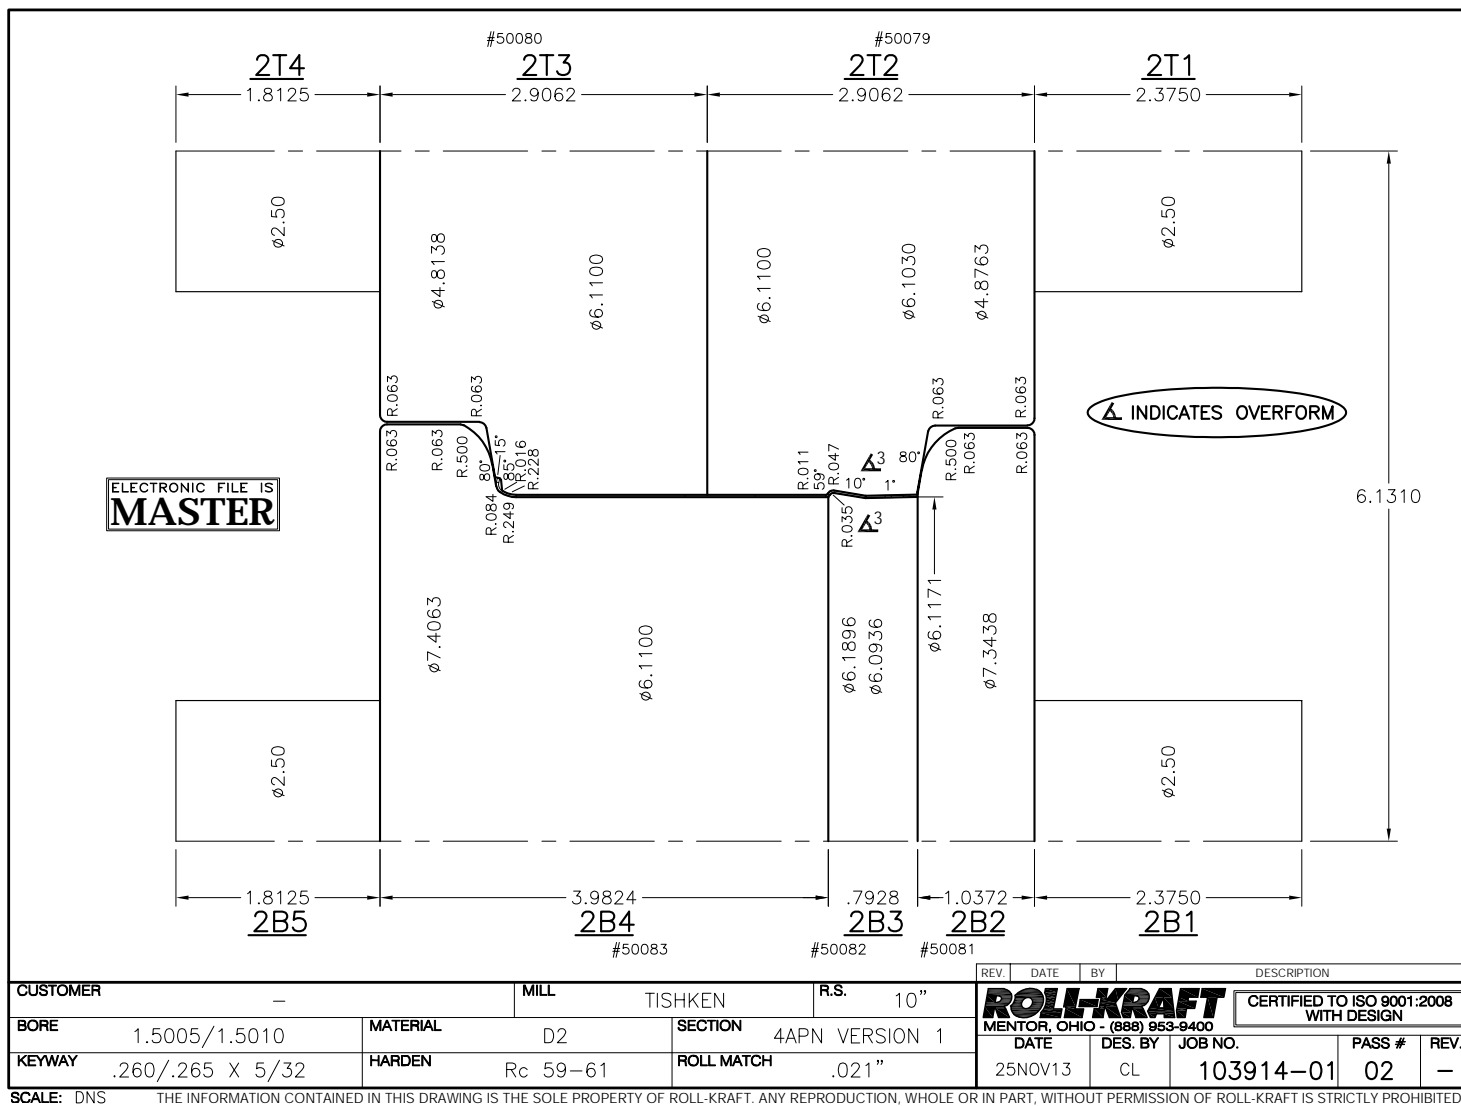 #50080
#50079
2T4
2T3
2T2
2T1
1.8125
2.9062
2.9062
2.3750
ø2.50
ø4.8138
ø6.1100
ø6.1100
ø6.1030
ø4.8763
ø2.50
R.063
R.063
R.063
R.063
∡ INDICATES OVERFORM
R.063
R.063
R.500
80°
15°
85°
R.016
R.228
R.011
59°
R.047
∡3
10°
1°
80°
R.500
R.063
R.063
ELECTRONIC FILE IS
MASTER
R.084
R.249
R.035
∡3
6.1310
ø7.4063
ø6.1100
ø6.1896
ø6.0936
ø6.1171
ø7.3438
ø2.50
ø2.50
1.8125
3.9824
.7928
1.0372
2.3750
2B5
2B4
2B3
2B2
2B1
#50083
#50082
#50081
REV. DATE BY DESCRIPTION
CUSTOMER –
MILL TISHKEN
R.S. 10"
ROLL-KRAFT
MENTOR, OHIO - (888) 953-9400
CERTIFIED TO ISO 9001:2008
WITH DESIGN
BORE 1.5005/1.5010
MATERIAL D2
SECTION 4APN VERSION 1
KEYWAY .260/.265 X 5/32
HARDEN Rc 59–61
ROLL MATCH .021"
DATE DES. BY JOB NO. PASS # REV.
25NOV13 CL 103914–01 02 –
SCALE: DNS THE INFORMATION CONTAINED IN THIS DRAWING IS THE SOLE PROPERTY OF ROLL-KRAFT. ANY REPRODUCTION, WHOLE OR IN PART, WITHOUT PERMISSION OF ROLL-KRAFT IS STRICTLY PROHIBITED